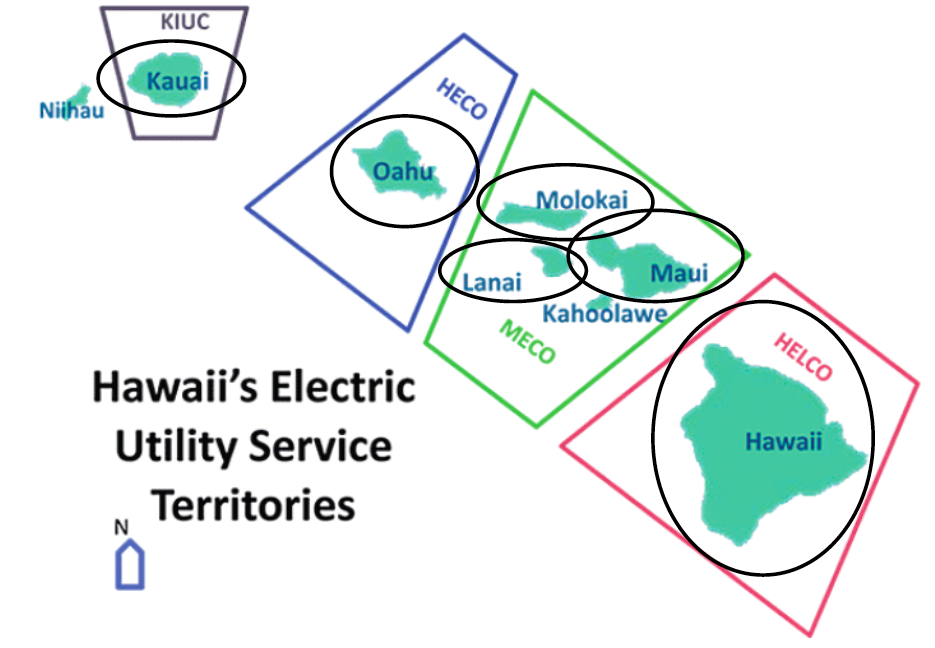 KIUC
Kauai
Niihau
HECO
Oahu
Molokai
Maui
Lanai
Kahoolawe
MECO
HELCO
Hawaii
Hawaii’s Electric
Utility Service
Territories
N